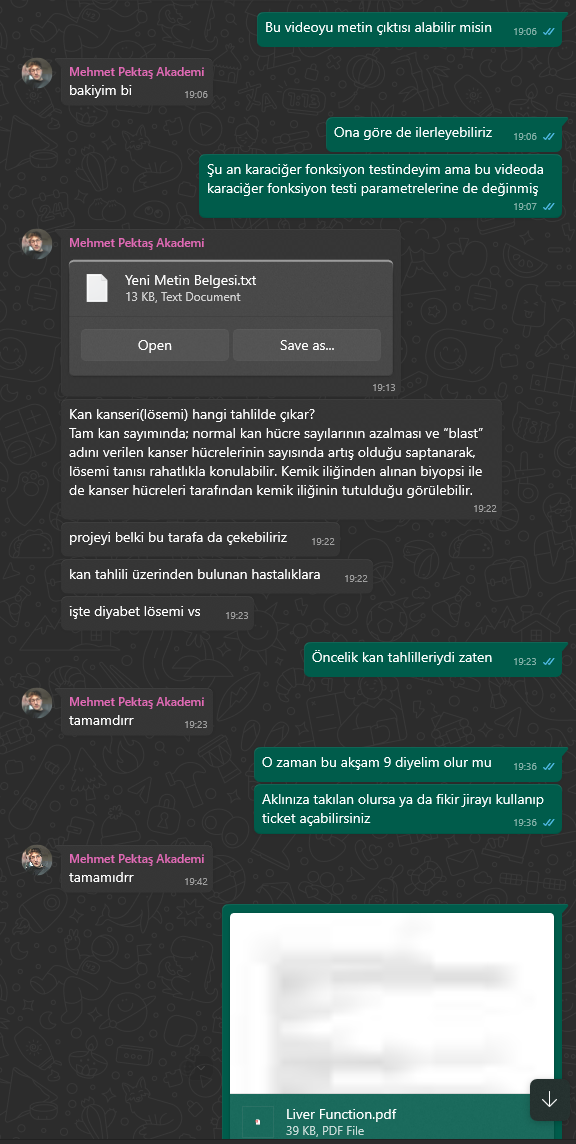 Bu videoyu metin çıktısı alabilir misin
19:06
Mehmet Pektaş Akademi
bakiyim bi
19:06
Ona göre de ilerleyebiliriz
19:06
Şu an karaciğer fonksiyon testindeyim ama bu videoda
karaciğer fonksiyon testi parametrelerine de değinmiş
19:07
Mehmet Pektaş Akademi
Yeni Metin Belgesi.txt
13 KB, Text Document
Open
Save as...
19:13
Kan kanseri(lösemi) hangi tahlilde çıkar?
Tam kan sayımında; normal kan hücre sayılarının azalması ve “blast”
adını verilen kanser hücrelerinin sayısında artış olduğu saptanarak,
lösemi tanısı rahatlıkla konulabilir. Kemik iliğinden alınan biyopsi ile
de kanser hücreleri tarafından kemik iliğinin tutulduğu görülebilir.
19:22
projeyi belki bu tarafa da çekebiliriz
19:22
kan tahlili üzerinden bulunan hastalıklara
19:22
işte diyabet lösemi vs
19:23
Öncelik kan tahlilleriydi zaten
19:23
Mehmet Pektaş Akademi
tamamdırr
19:23
O zaman bu akşam 9 diyelim olur mu
19:36
Aklınıza takılan olursa ya da fikir jirayı kullanıp
ticket açabilirsiniz
19:36
Mehmet Pektaş Akademi
tamamıdrr
19:42
Liver Function.pdf
39 KB, PDF File